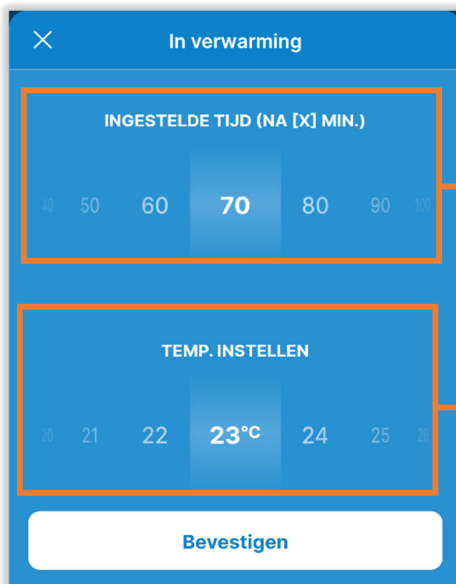 In verwarming
INGESTELDE TIJD (NA [X] MIN.)
40 50 60 70 80 90 100
TEMP. INSTELLEN
20 21 22 23°C 24 25 26
Bevestigen